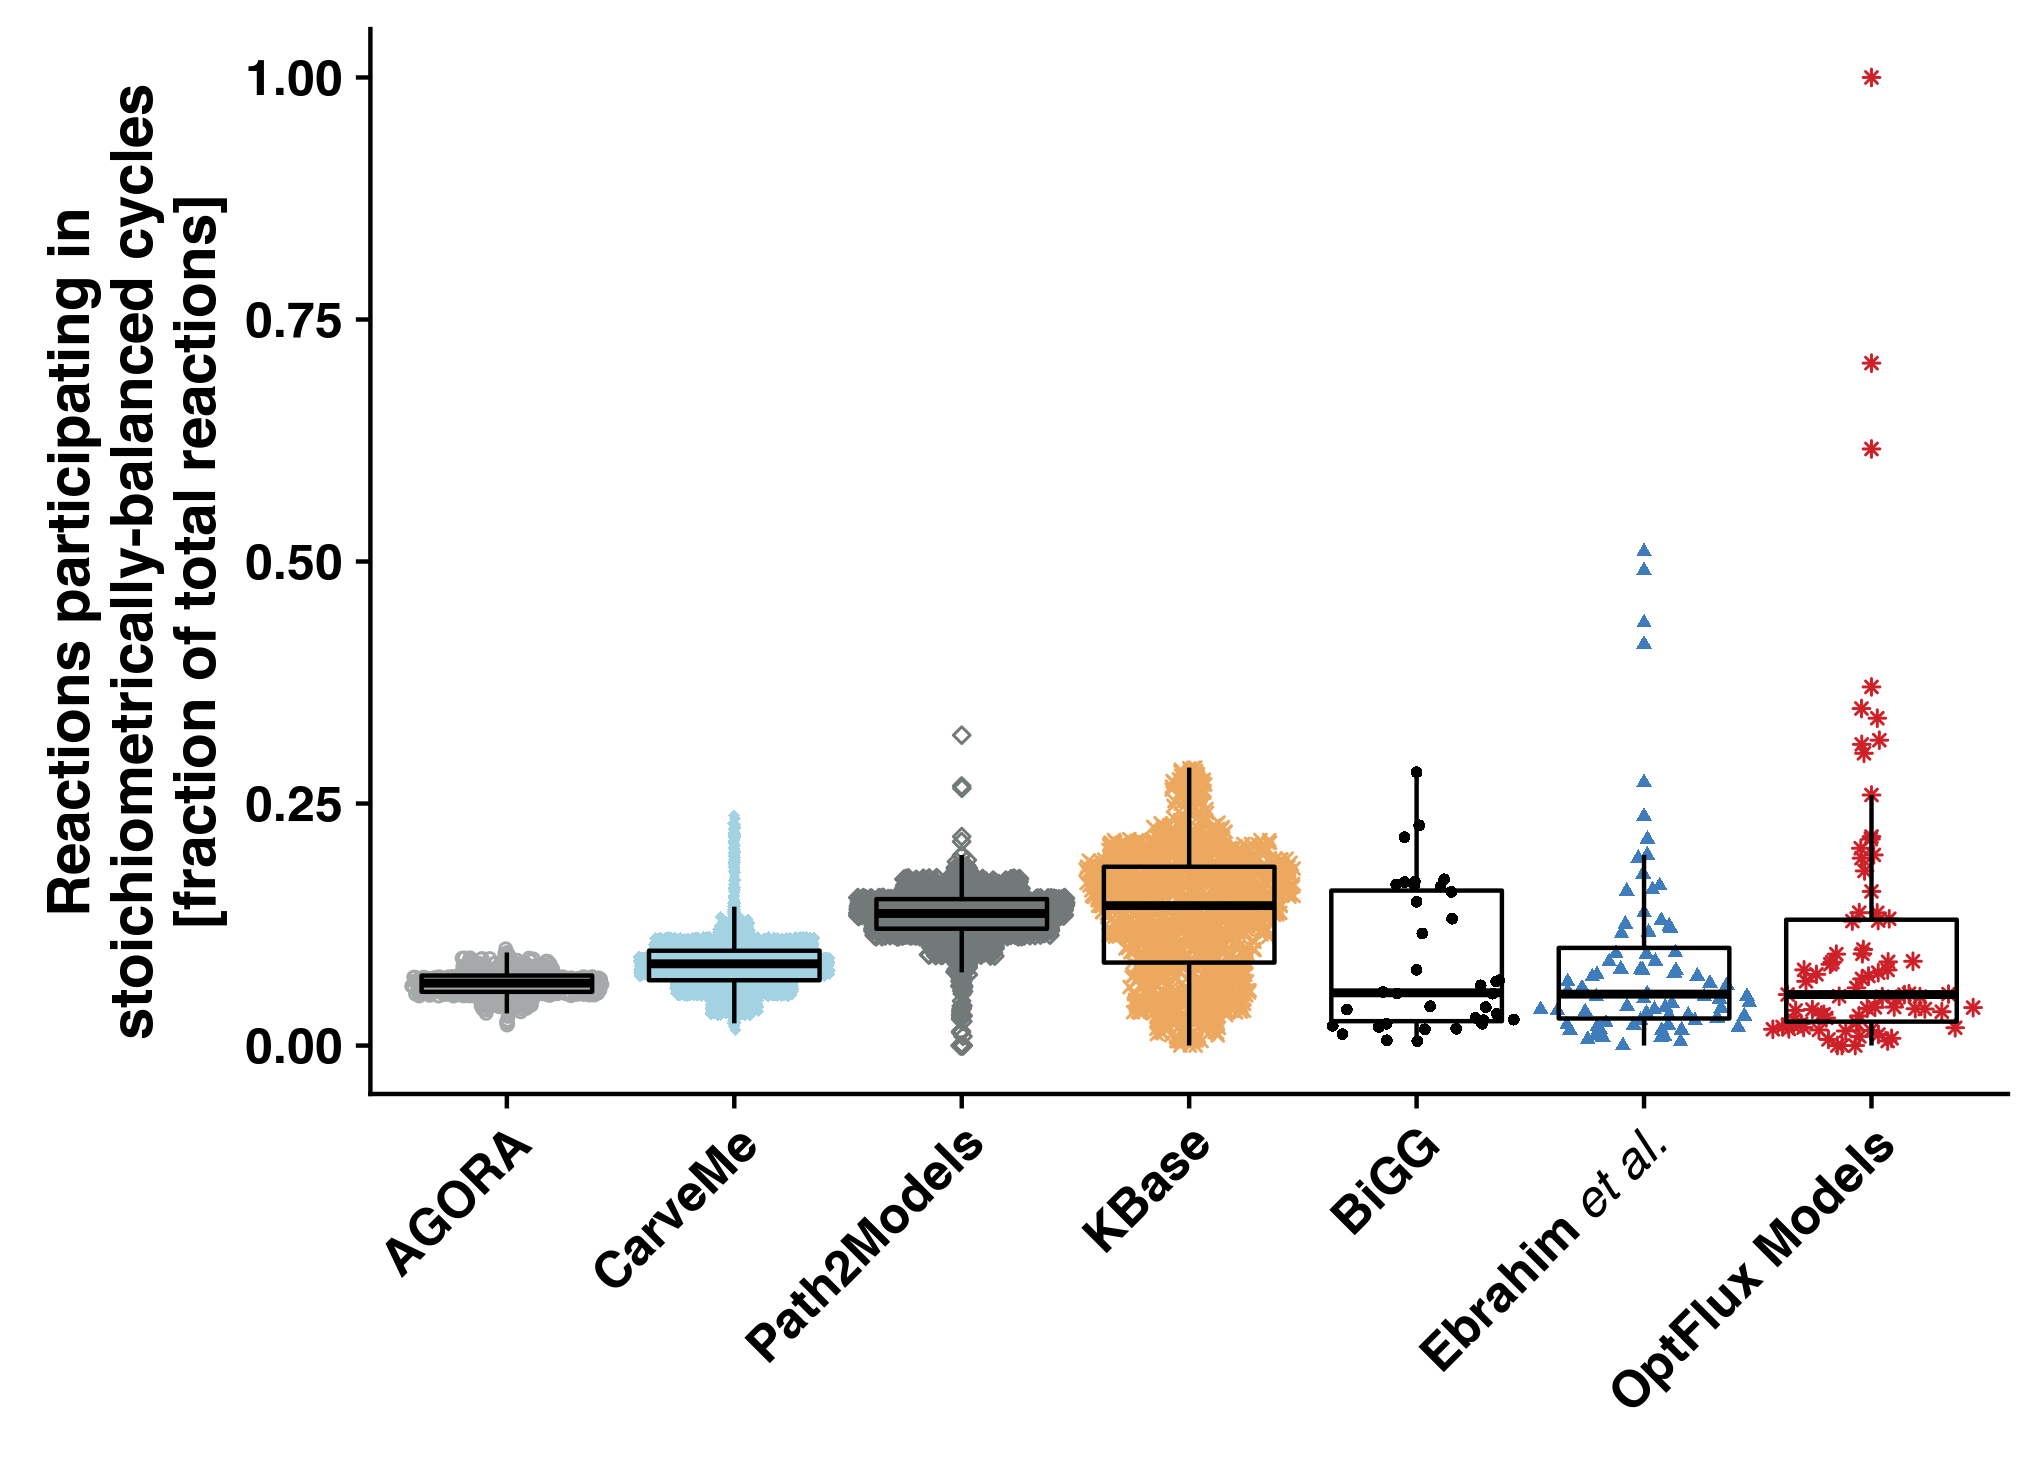 Reactions participating in
stoichiometrically-balanced cycles
[fraction of total reactions]
1.00
0.75
0.50
0.25
0.00
AGORA
CarveMe
Path2Models
KBase
BiGG
Ebrahim et al.
OptFlux Models